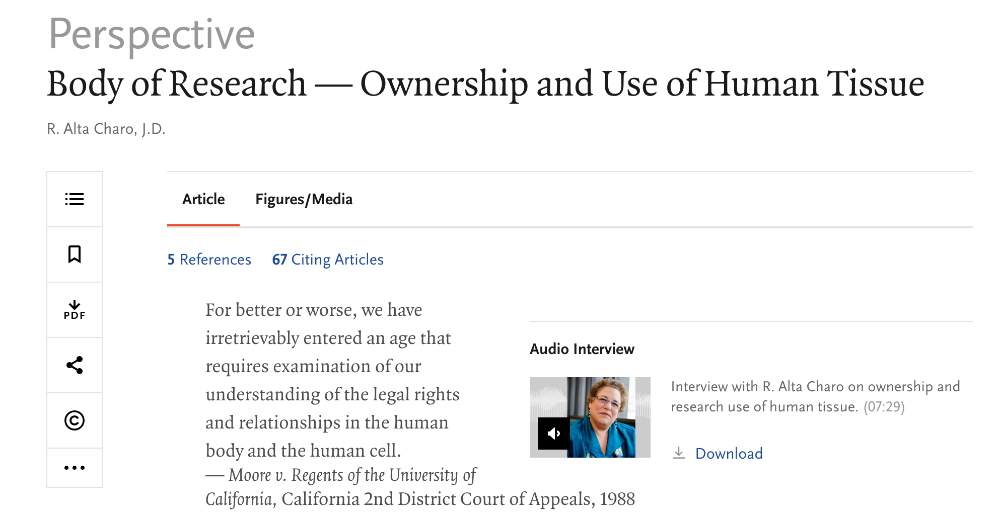 Perspective
Body of Research — Ownership and Use of Human Tissue
R. Alta Charo, J.D.
Article Figures/Media
5 References 67 Citing Articles
PDF
For better or worse, we have
irretrievably entered an age that
requires examination of our
understanding of the legal rights
and relationships in the human
body and the human cell.
— Moore v. Regents of the University of
California, California 2nd District Court of Appeals, 1988
Audio Interview
Interview with R. Alta Charo on ownership and
research use of human tissue. (07:29)
Download